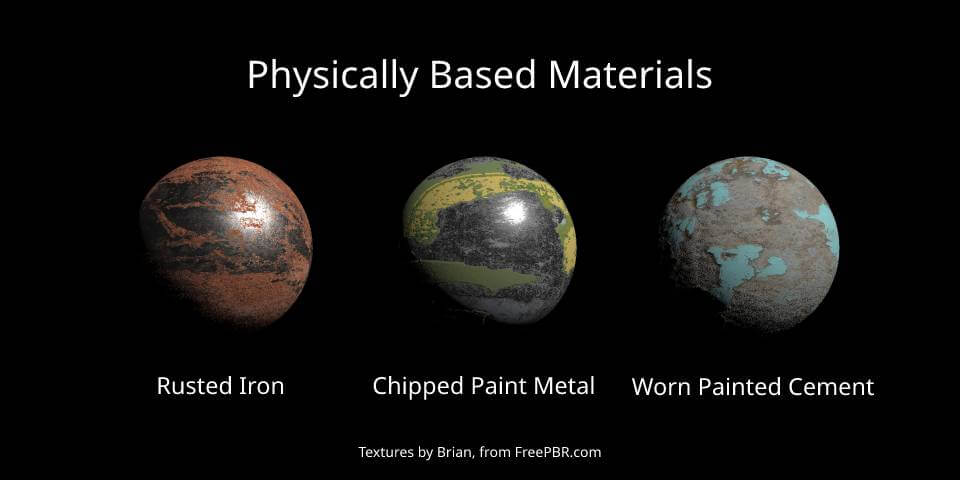 Physically Based Materials
Rusted Iron
Chipped Paint Metal
Worn Painted Cement
Textures by Brian, from FreePBR.com